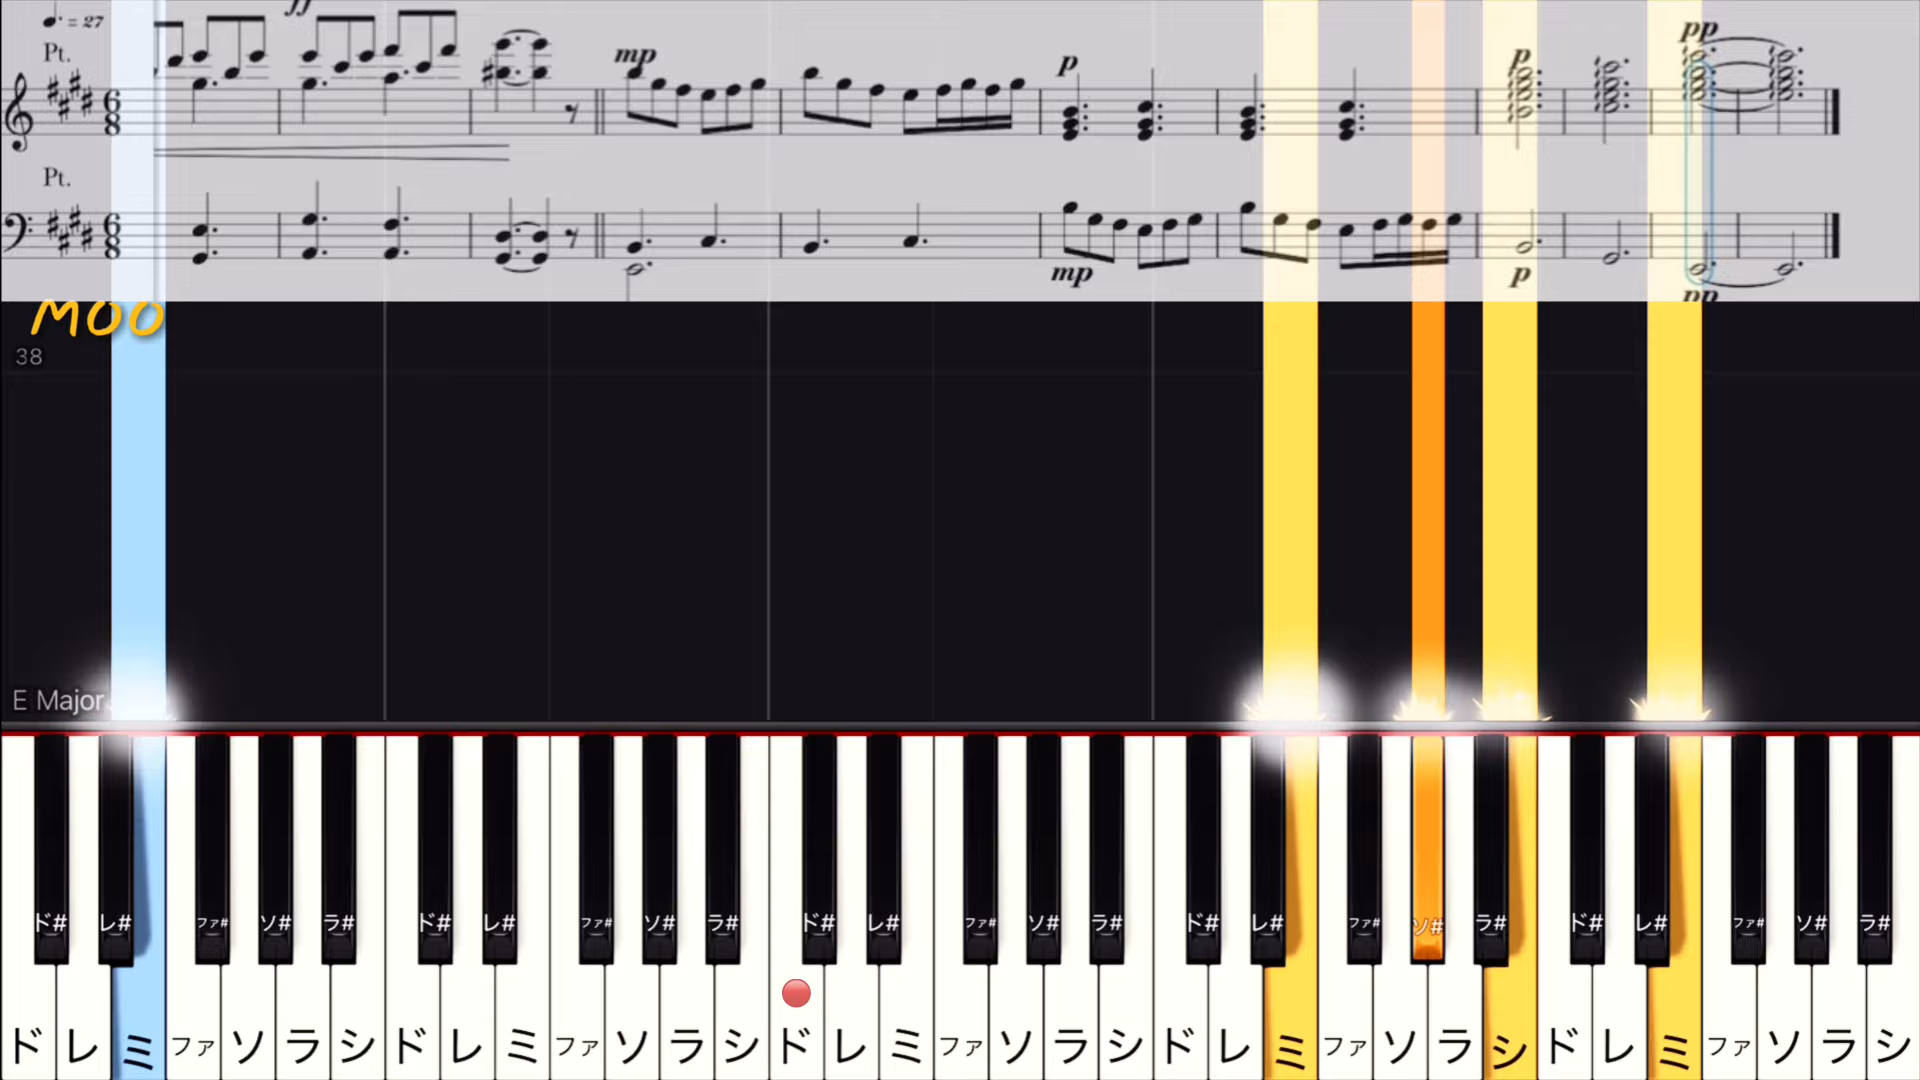 ♩. = 27
ff
Pt.
mp
p
p
pp
6
8
Pt.
6
8
mp
p
pp
MOO
38
E Major
ド# レ# ファ# ソ# ラ# ド# レ# ファ# ソ# ラ# ド# レ# ファ# ソ# ラ# ド# レ# ファ# ソ# ラ# ド# レ# ファ# ソ# ラ#
ド レ ミ ファ ソ ラ シ ド レ ミ ファ ソ ラ シ ド レ ミ ファ ソ ラ シ ド レ ミ ファ ソ ラ シ ド レ ミ ファ ソ ラ シ